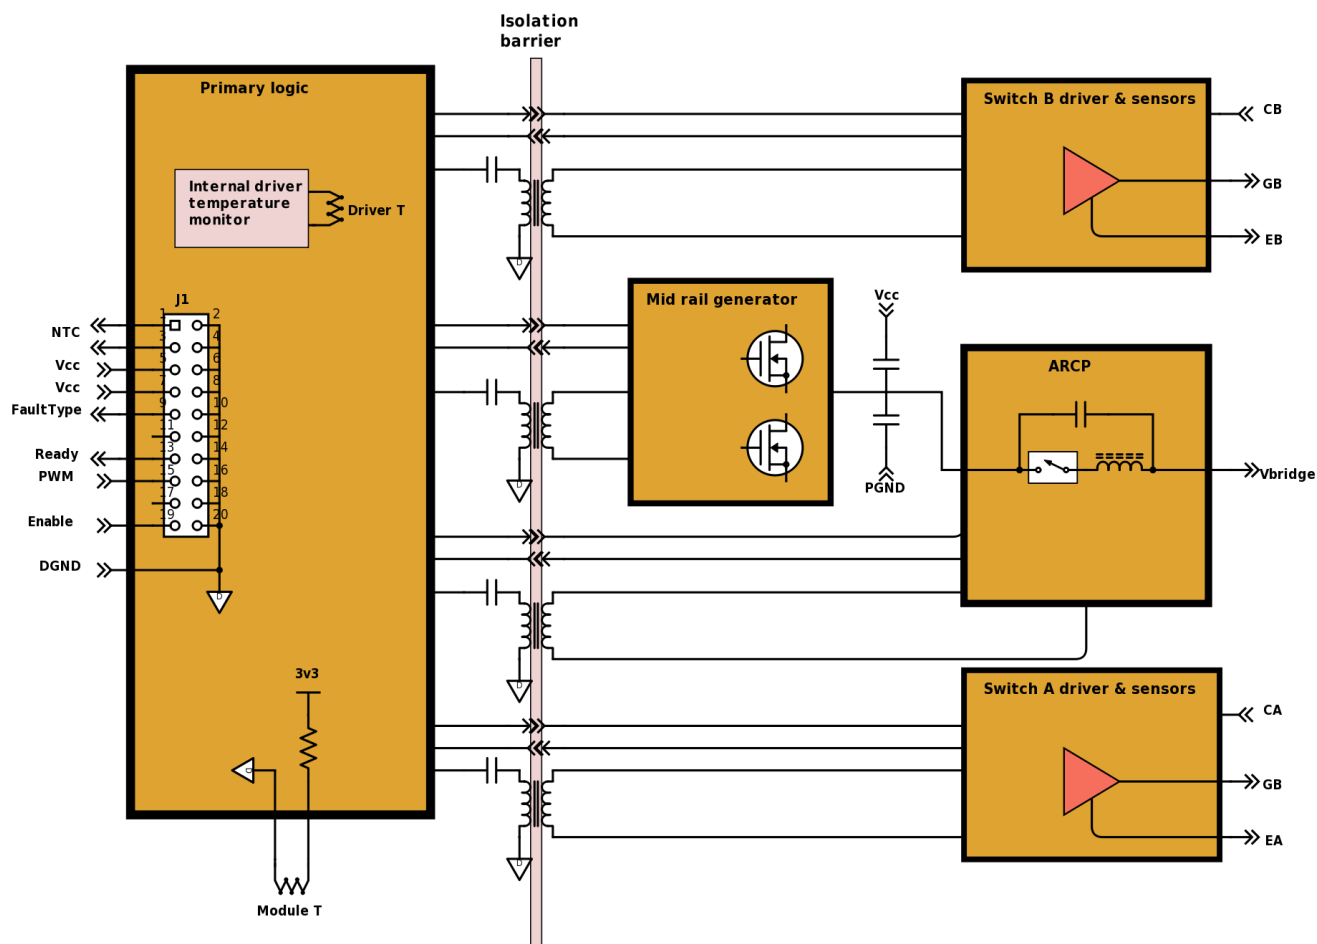 Isolation
barrier
Primary logic
Switch B driver & sensors
CB
GB
EB
Internal driver
temperature
monitor
Driver T
D
J1
1 2
3 4
5 6
7 8
9 10
11 12
13 14
15 16
17 18
19 20
NTC
Vcc
Vcc
FaultType
Ready
PWM
Enable
DGND
D
Mid rail generator
Vcc
PGND
D
ARCP
Vbridge
3v3
D
D
Module T
Switch A driver & sensors
CA
GB
EA
D